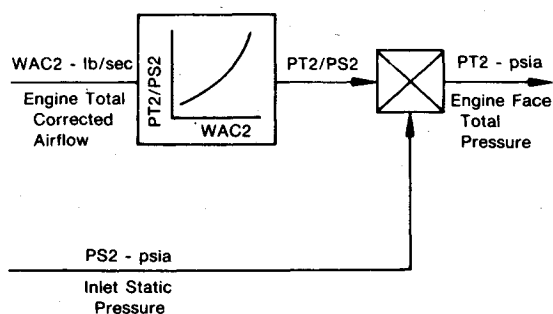 WAC2 - lb/sec
Engine Total
Corrected
Airflow
PT2/PS2
WAC2
PT2/PS2
PT2 - psia
Engine Face
Total
Pressure
PS2 - psia
Inlet Static
Pressure